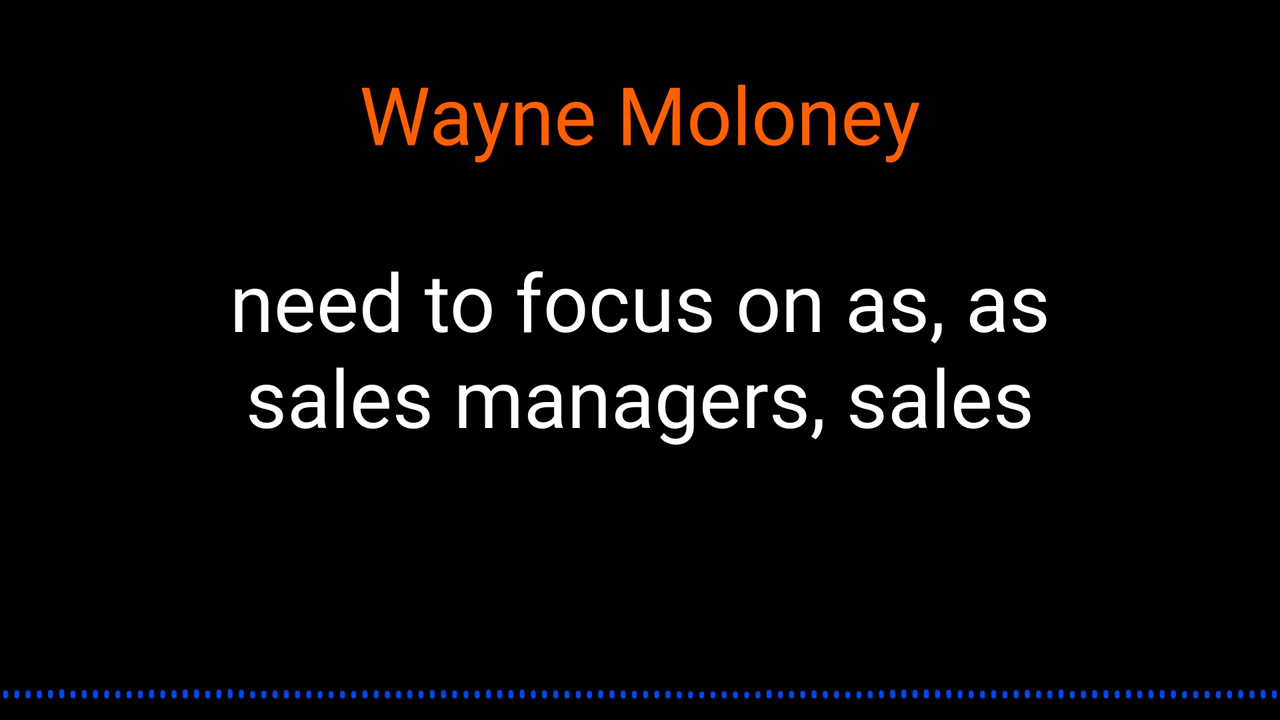 Wayne Moloney
need to focus on as, as
sales managers, sales